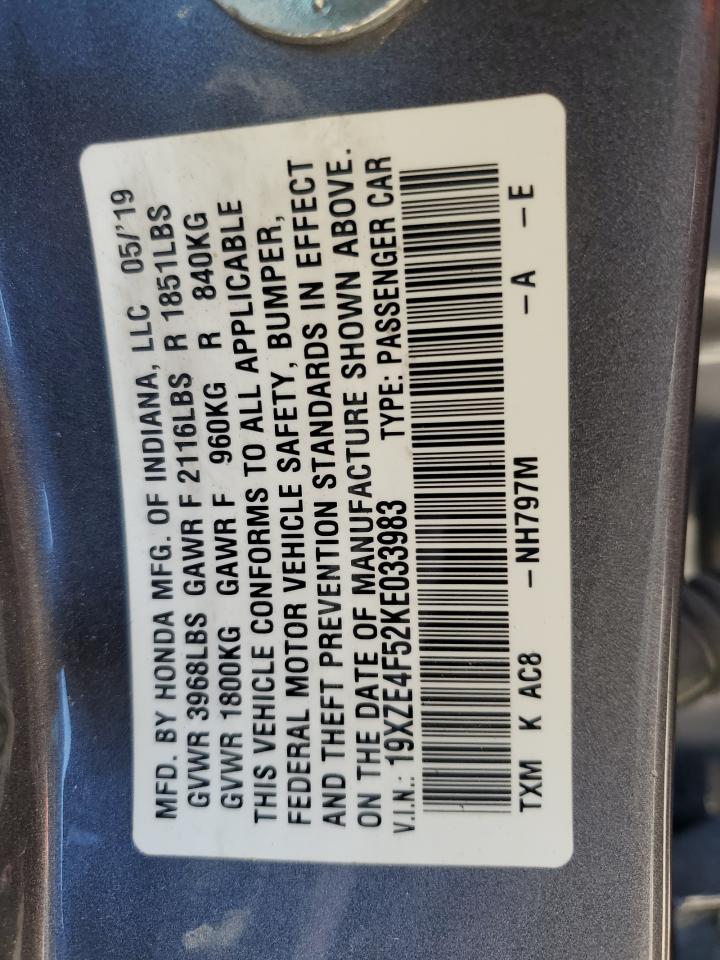 MFD. BY HONDA MFG. OF INDIANA, LLC 05/'19
GVWR 3968LBS GAWR F 2116LBS R 1851LBS
GVWR 1800KG GAWR F 960KG R 840KG
THIS VEHICLE CONFORMS TO ALL APPLICABLE
FEDERAL MOTOR VEHICLE SAFETY, BUMPER,
AND THEFT PREVENTION STANDARDS IN EFFECT
ON THE DATE OF MANUFACTURE SHOWN ABOVE.
V.I.N.: 19XZE4F52KE033983 TYPE: PASSENGER CAR
TXM K AC8 -NH797M -A -E